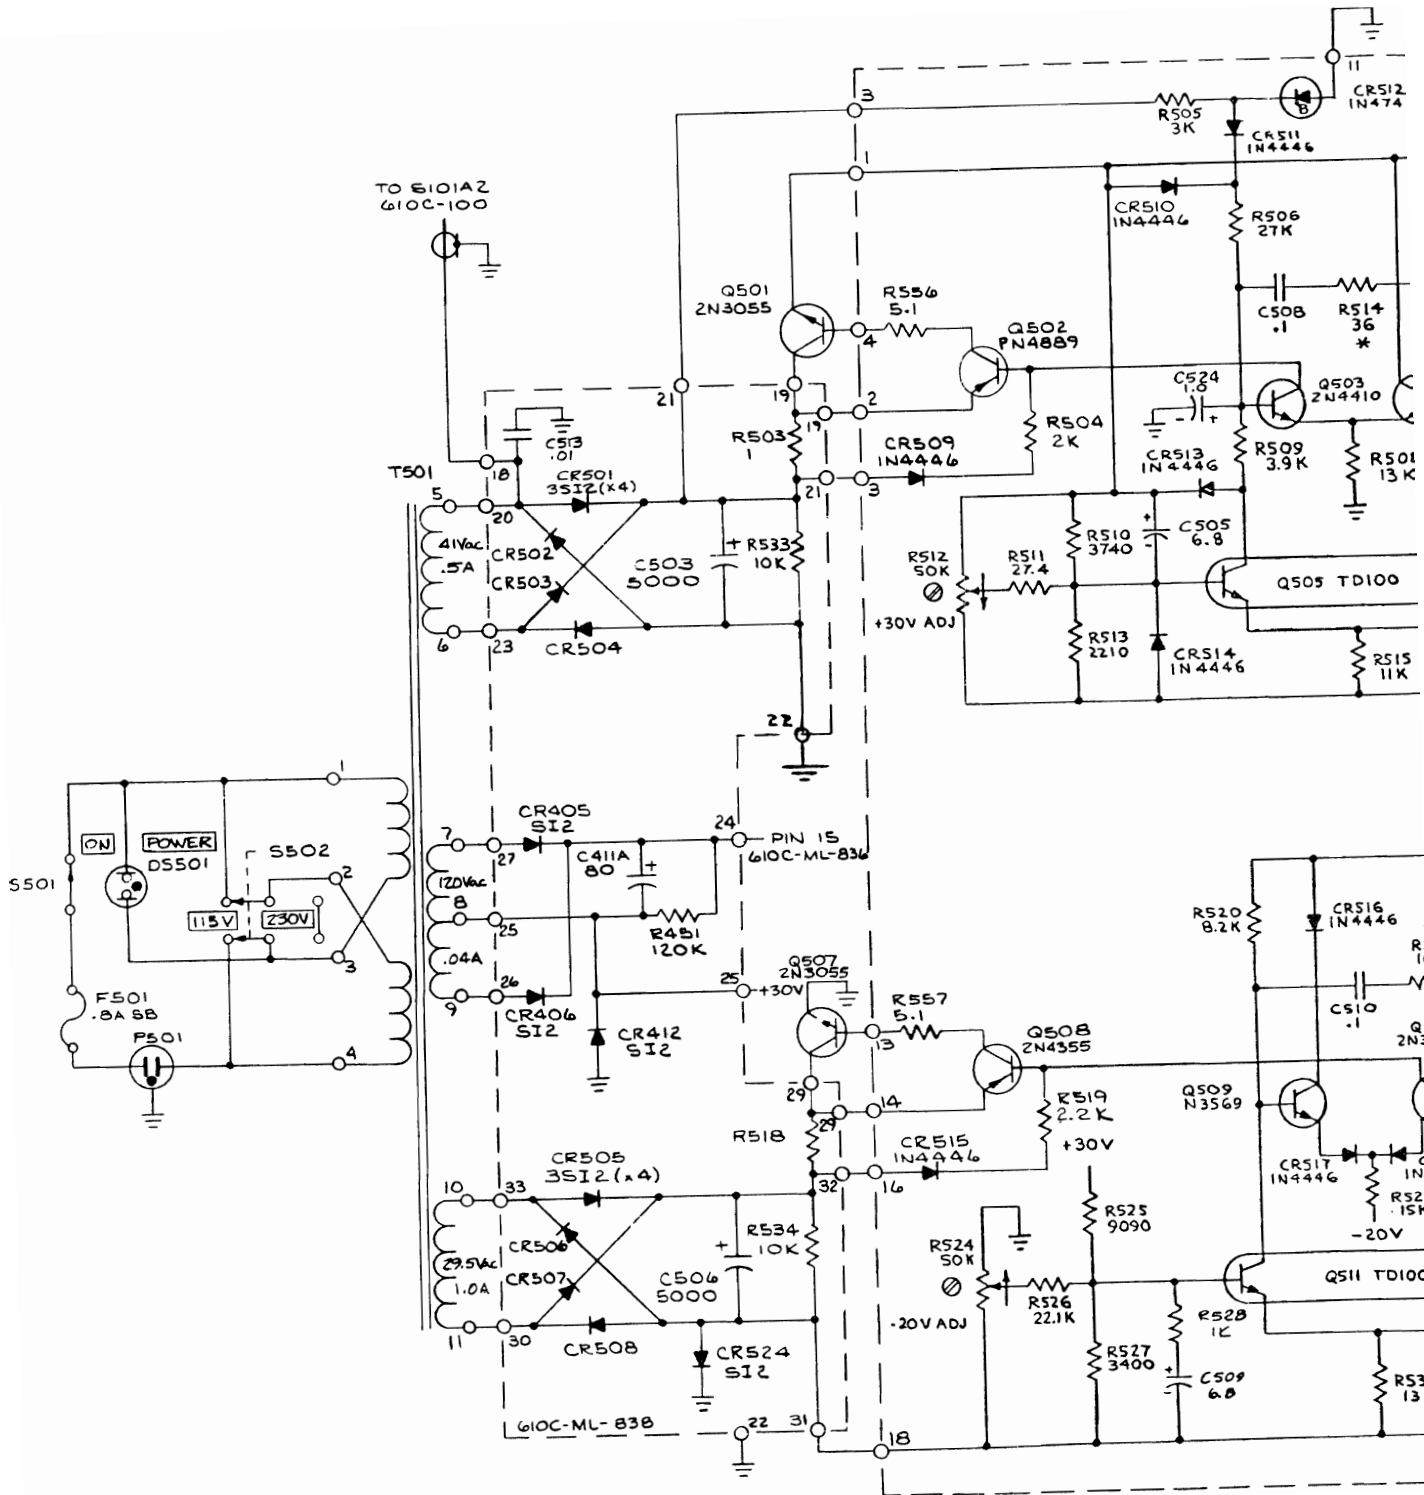 11
CR512
1N474
B
3
R505
3K
CR511
1N4446
1
TO S101A2
610C-100
CR510
1N4446
R506
27K
Q501
2N3055
R556
5.1
4
Q502
PN4889
C508
.1
R514
36
*
21
19
19
2
C524
1.0
- +
Q503
2N4410
R504
2K
R503
1
CR509
1N4446
CR513
1N4446
R509
3.9K
13K
C513
.01
18
T501
CR501
3SI2(x4)
21
3
5
20
41Vac
.5A
CR502
CR503
C503
5000
+
R533
10K
R512
50K
+30V ADJ
R511
27.4
R510
3740
+
-
C505
6.8
Q505 TD100
6
23
CR504
R513
2210
CR514
1N4446
R515
11K
22
1
ON
POWER
DS501
S502
S501
2
115V
230V
3
F501
.8A SB
P501
4
7
27
CR405
SI2
24
PIN 15
610C-ML-836
120Vac
8
C411A
80
+
25
R451
120K
.04A
25
+30V
9
26
CR406
SI2
CR412
SI2
Q507
2N3055
R557
5.1
13
Q508
2N4355
R520
8.2K
CR516
1N4446
C510
.1
29
29
14
R519
2.2K
+30V
Q509
N3569
R518
CR515
1N4446
32
16
CR517
1N4446
.15K
-20V
10
33
CR505
3SI2(x4)
29.5Vac
1.0A
CR506
CR507
C506
5000
+
R534
10K
R525
9090
R524
50K
-20V ADJ
R526
22.1K
Q511 TD100
R528
1K
11
30
CR508
CR524
SI2
R527
3400
+
-
C509
6.8
13
610C-ML-838
22
31
18